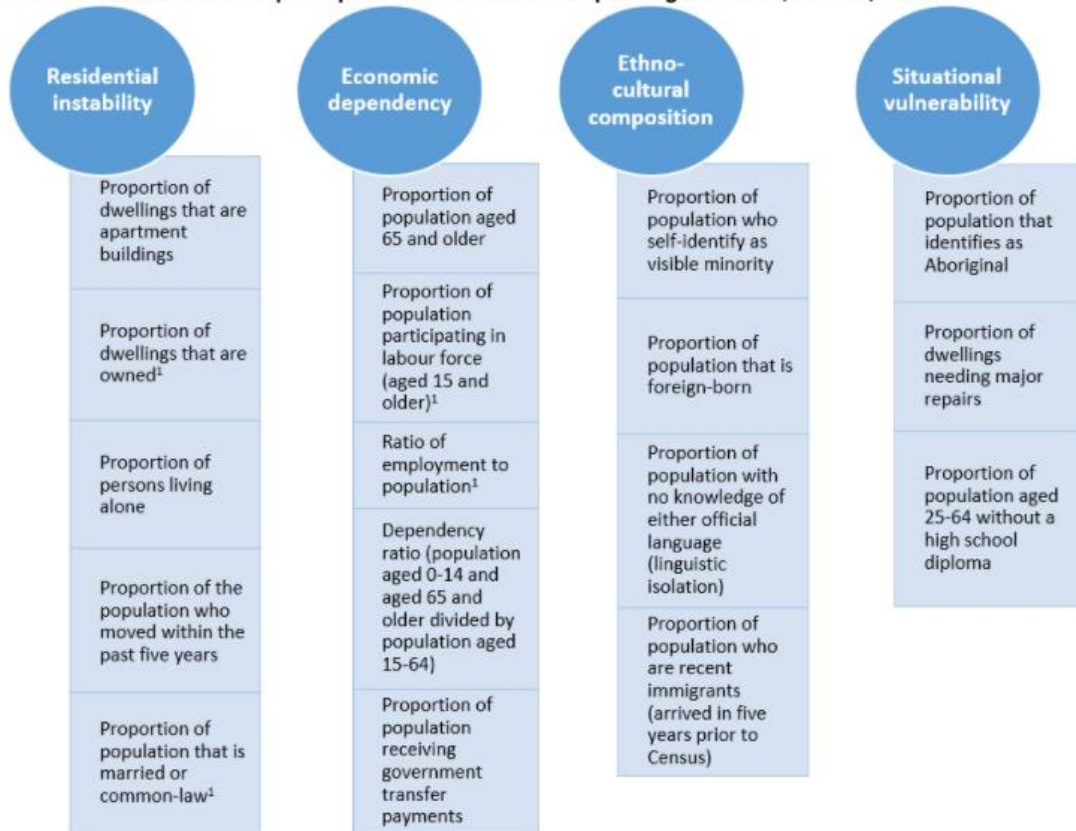 Residential
instability
Proportion of
dwellings that are
apartment
buildings
Proportion of
dwellings that are
owned¹
Proportion of
persons living
alone
Proportion of the
population who
moved within the
past five years
Proportion of
population that is
married or
common-law¹
Economic
dependency
Proportion of
population aged
65 and older
Proportion of
population
participating in
labour force
(aged 15 and
older)¹
Ratio of
employment to
population¹
Dependency
ratio (population
aged 0-14 and
aged 65 and
older divided by
population aged
15-64)
Proportion of
population
receiving
government
transfer
payments
Ethno-
cultural
composition
Proportion of
population who
self-identify as
visible minority
Proportion of
population that is
foreign-born
Proportion of
population with
no knowledge of
either official
language
(linguistic
isolation)
Proportion of
population who
are recent
immigrants
(arrived in five
years prior to
Census)
Situational
vulnerability
Proportion of
population that
identifies as
Aboriginal
Proportion of
dwellings
needing major
repairs
Proportion of
population aged
25-64 without a
high school
diploma